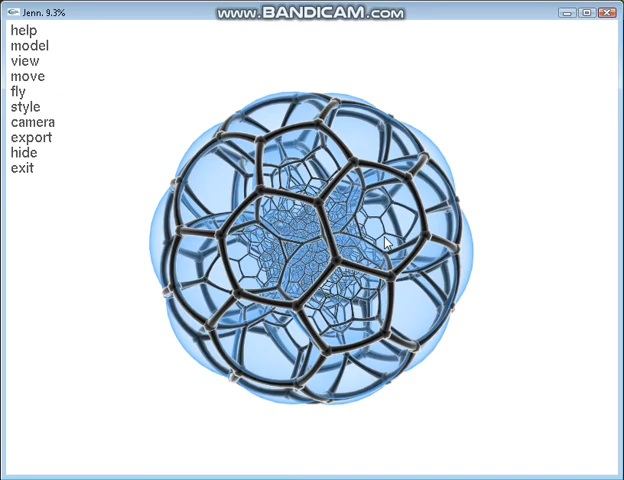 Jenn. 9.3%
www.BANDICAM.com
help
model
view
move
fly
style
camera
export
hide
exit